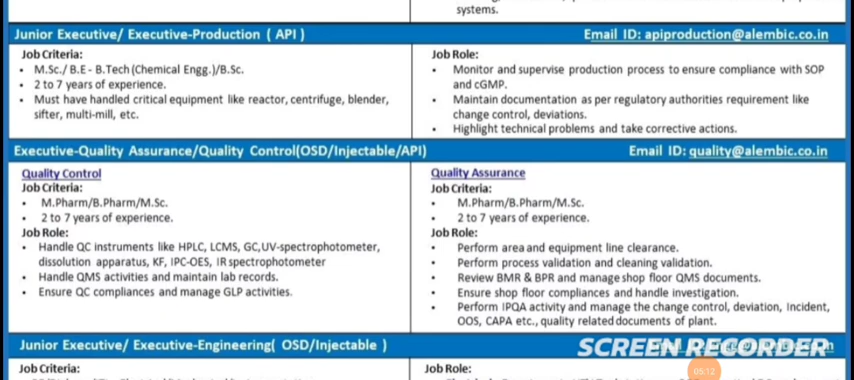 systems.
Junior Executive/ Executive-Production ( API ) Email ID: apiproduction@alembic.co.in
Job Criteria:
• M.Sc./ B.E - B.Tech (Chemical Engg.)/B.Sc.
• 2 to 7 years of experience.
• Must have handled critical equipment like reactor, centrifuge, blender,
sifter, multi-mill, etc.
Job Role:
• Monitor and supervise production process to ensure compliance with SOP
and cGMP.
• Maintain documentation as per regulatory authorities requirement like
change control, deviations.
• Highlight technical problems and take corrective actions.
Executive-Quality Assurance/Quality Control(OSD/Injectable/API) Email ID: quality@alembic.co.in
Quality Control
Job Criteria:
• M.Pharm/B.Pharm/M.Sc.
• 2 to 7 years of experience.
Job Role:
• Handle QC instruments like HPLC, LCMS, GC,UV-spectrophotometer,
dissolution apparatus, KF, IPC-OES, IR spectrophotometer
• Handle QMS activities and maintain lab records.
• Ensure QC compliances and manage GLP activities.
Quality Assurance
Job Criteria:
• M.Pharm/B.Pharm/M.Sc.
• 2 to 7 years of experience.
Job Role:
• Perform area and equipment line clearance.
• Perform process validation and cleaning validation.
• Review BMR & BPR and manage shop floor QMS documents.
• Ensure shop floor compliances and handle investigation.
• Perform IPQA activity and manage the change control, deviation, Incident,
OOS, CAPA etc., quality related documents of plant.
Junior Executive/ Executive-Engineering( OSD/Injectable )
SCREEN RECORDER
05:12
Job Criteria:
Job Role: